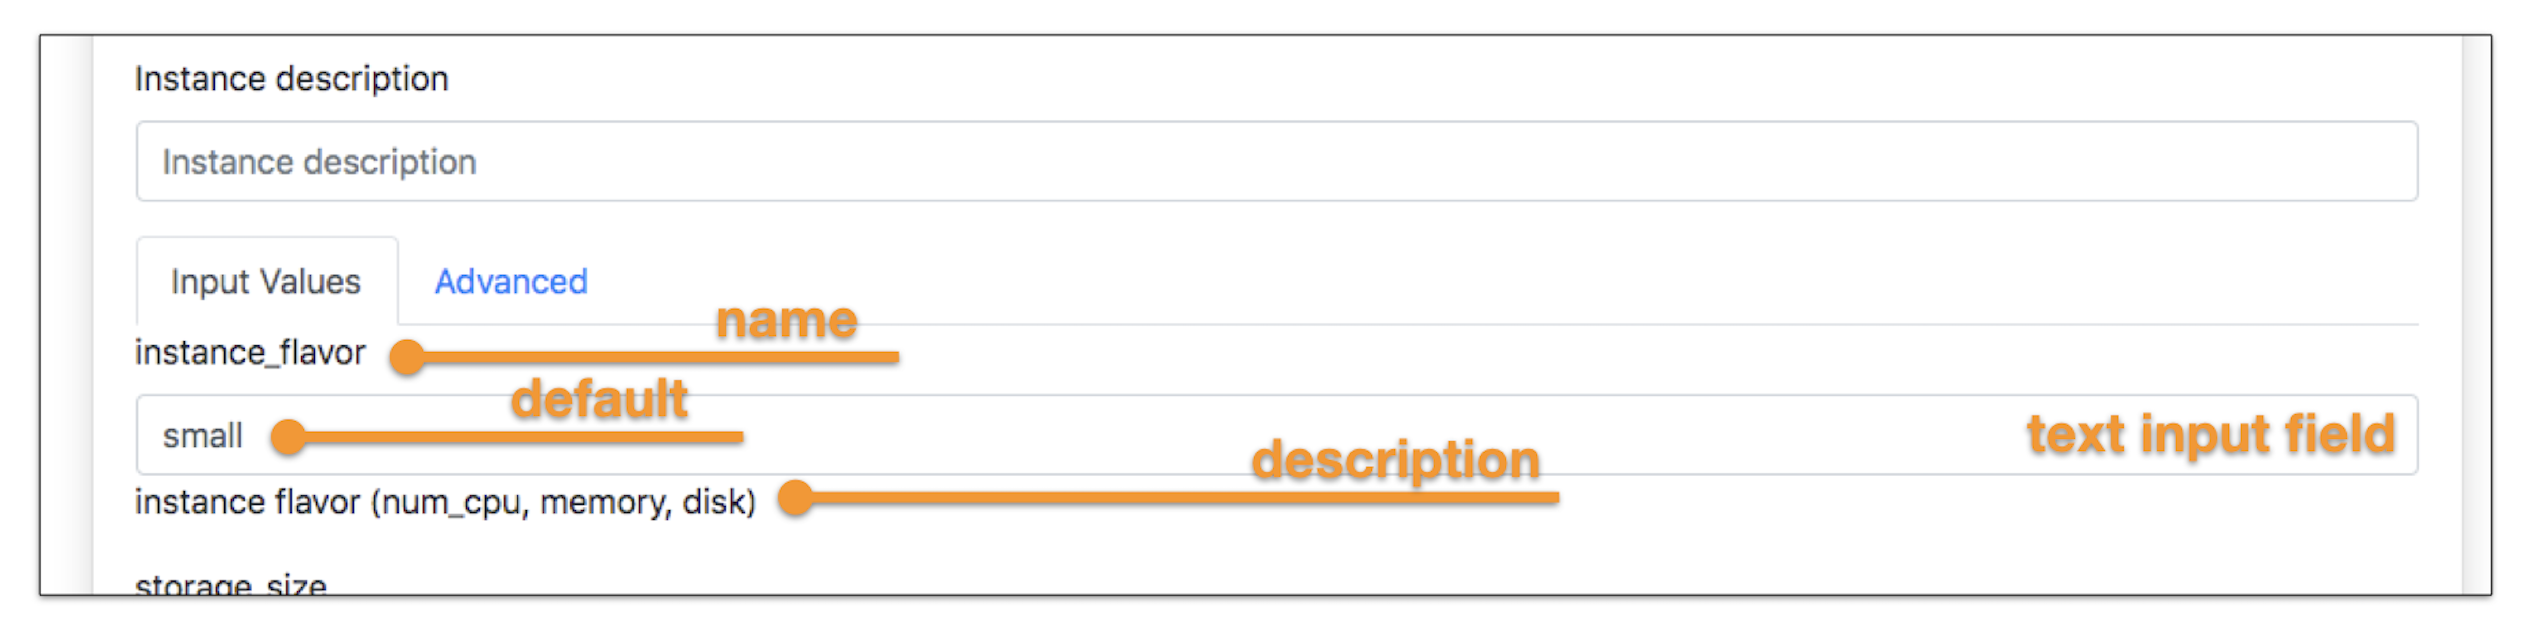 Instance description
Instance description
Input Values Advanced
name
instance_flavor
default
small
text input field
description
instance flavor (num_cpu, memory, disk)
storage_size